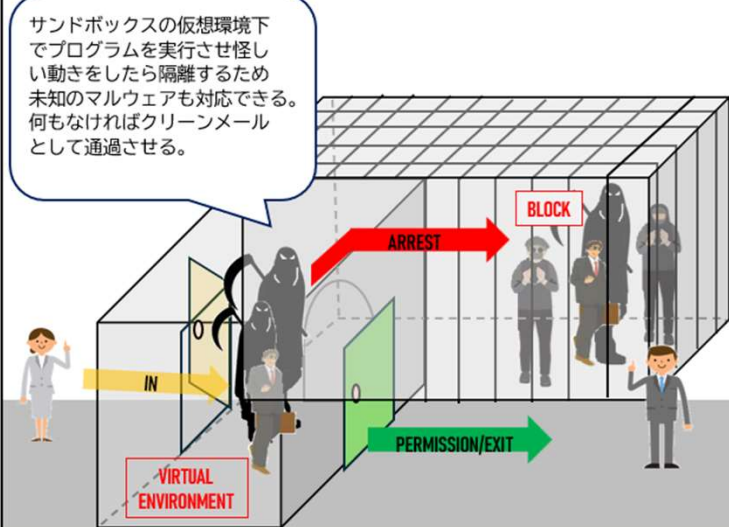 サンドボックスの仮想環境下
でプログラムを実行させ怪し
い動きをしたら隔離するため
未知のマルウェアも対応できる。
何もなければクリーンメール
として通過させる。
BLOCK
ARREST
IN
PERMISSION/EXIT
VIRTUAL
ENVIRONMENT